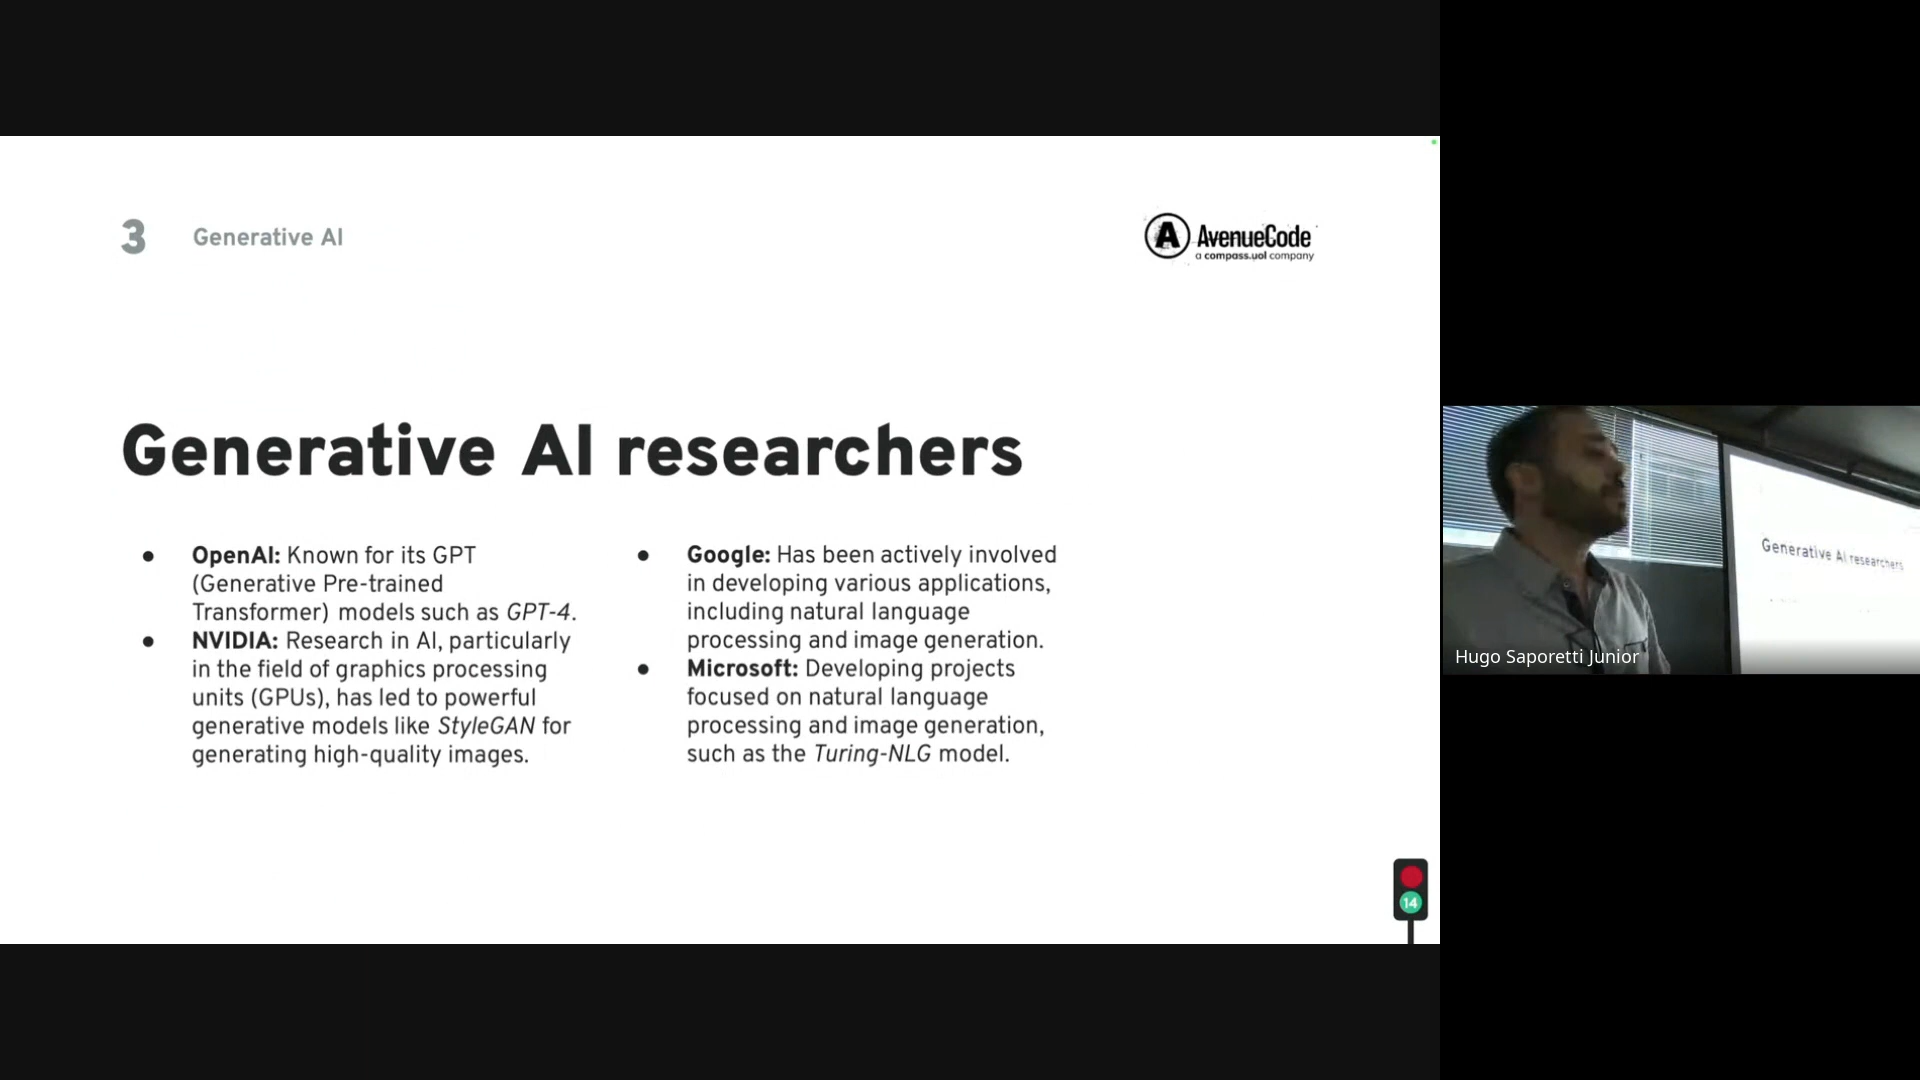 3 Generative AI
A AvenueCode
a compass.uol company
Generative AI researchers
● OpenAI: Known for its GPT
(Generative Pre-trained
Transformer) models such as GPT-4.
● NVIDIA: Research in AI, particularly
in the field of graphics processing
units (GPUs), has led to powerful
generative models like StyleGAN for
generating high-quality images.
● Google: Has been actively involved
in developing various applications,
including natural language
processing and image generation.
● Microsoft: Developing projects
focused on natural language
processing and image generation,
such as the Turing-NLG model.
14
Generative AI researchers
Hugo Saporetti Junior